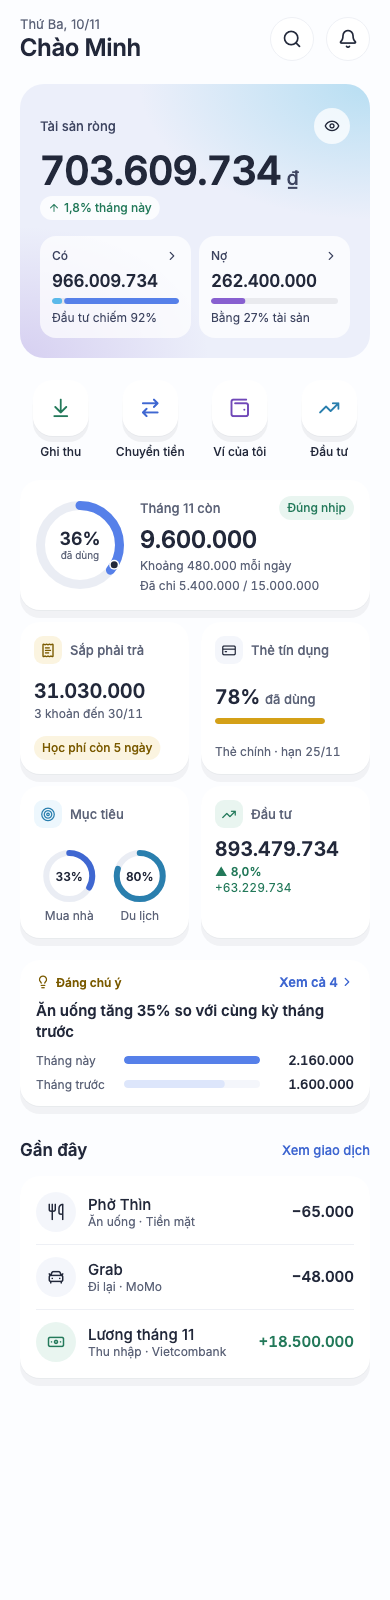 Thứ Ba, 10/11
Chào Minh
Tài sản ròng
703.609.734 ₫
↑ 1,8% tháng này
Có
966.009.734
Đầu tư chiếm 92%
Nợ
262.400.000
Bằng 27% tài sản
Ghi thu
Chuyển tiền
Ví của tôi
Đầu tư
36%
đã dùng
Tháng 11 còn
Đúng nhịp
9.600.000
Khoảng 480.000 mỗi ngày
Đã chi 5.400.000 / 15.000.000
Sắp phải trả
31.030.000
3 khoản đến 30/11
Học phí còn 5 ngày
Thẻ tín dụng
78% đã dùng
Thẻ chính · hạn 25/11
Mục tiêu
33%
Mua nhà
80%
Du lịch
Đầu tư
893.479.734
▲ 8,0%
+63.229.734
Đáng chú ý
Xem cả 4
Ăn uống tăng 35% so với cùng kỳ tháng
trước
Tháng này 2.160.000
Tháng trước 1.600.000
Gần đây
Xem giao dịch
Phở Thìn
Ăn uống · Tiền mặt
−65.000
Grab
Đi lại · MoMo
−48.000
Lương tháng 11
Thu nhập · Vietcombank
+18.500.000